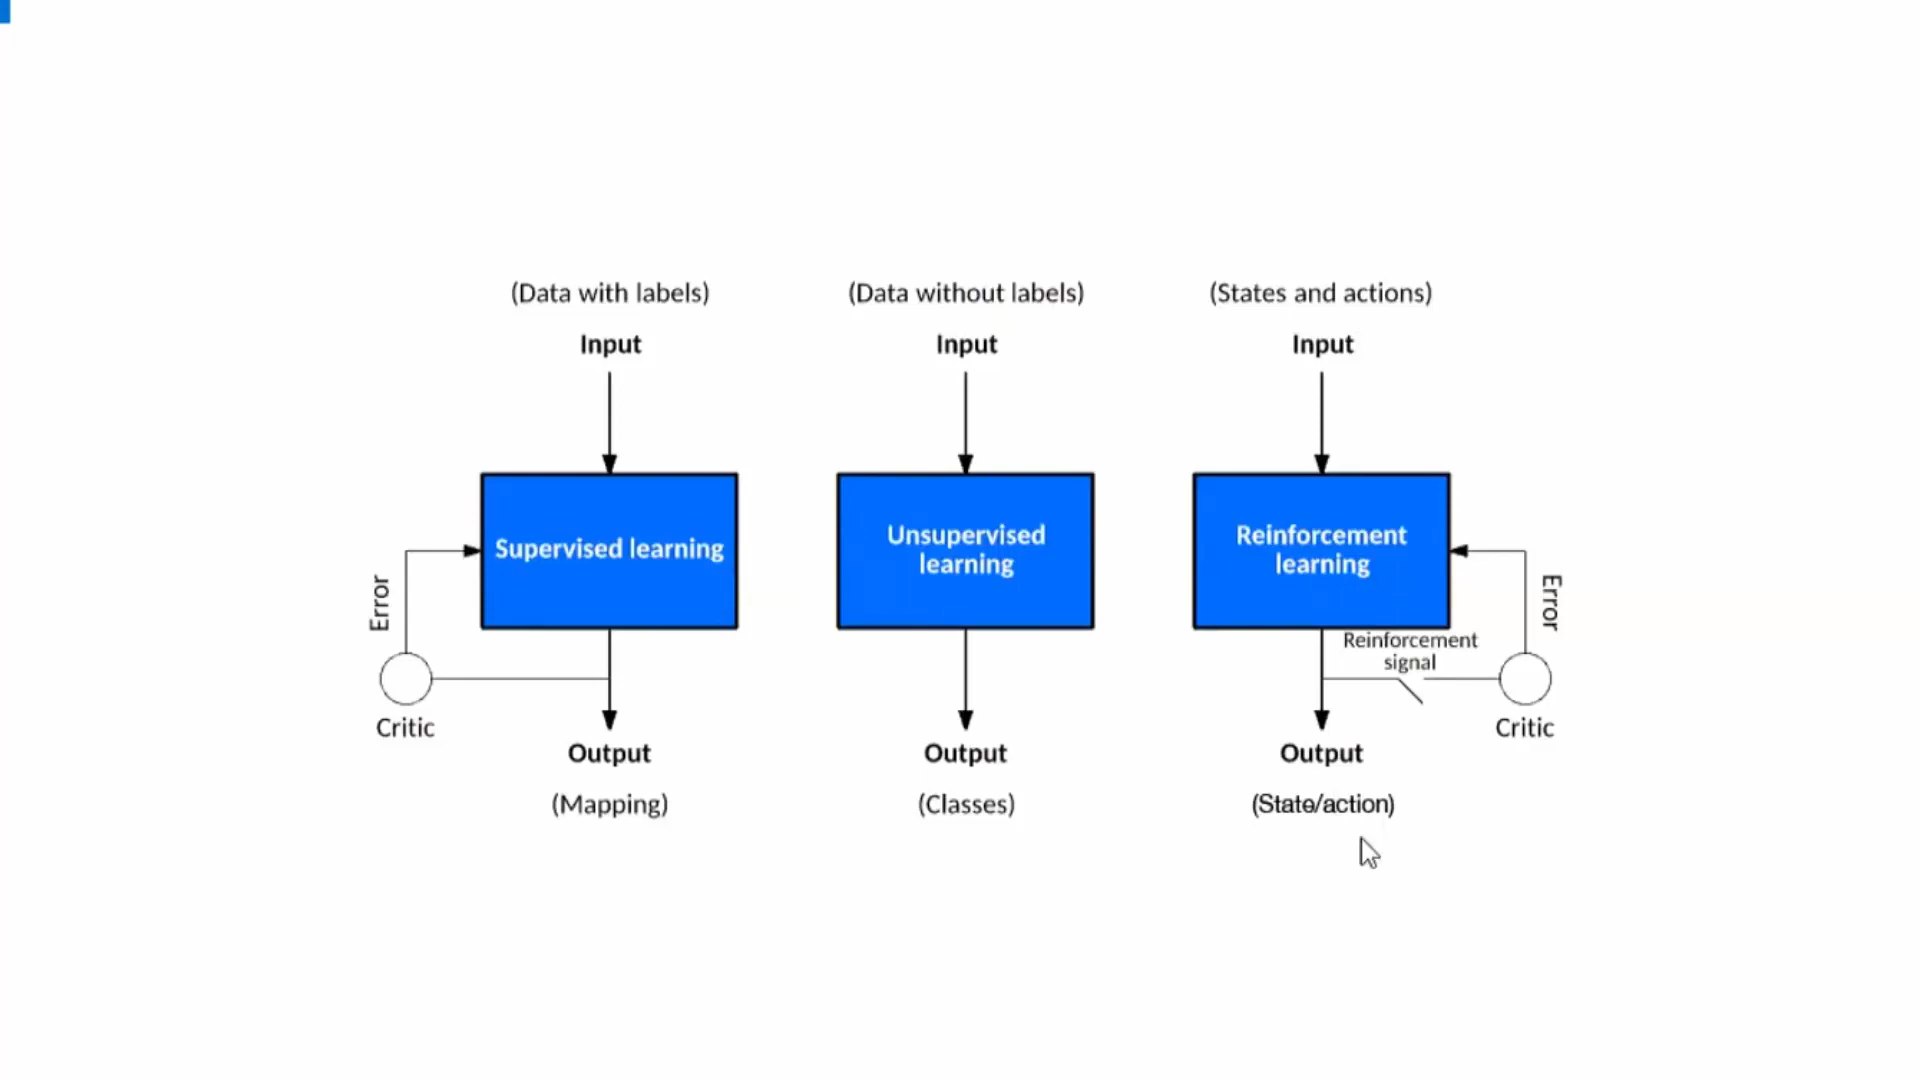 (Data with labels)
Input
Supervised learning
Error
Critic
Output
(Mapping)
(Data without labels)
Input
Unsupervised
learning
Output
(Classes)
(States and actions)
Input
Reinforcement
learning
Reinforcement
signal
Error
Critic
Output
(State/action)